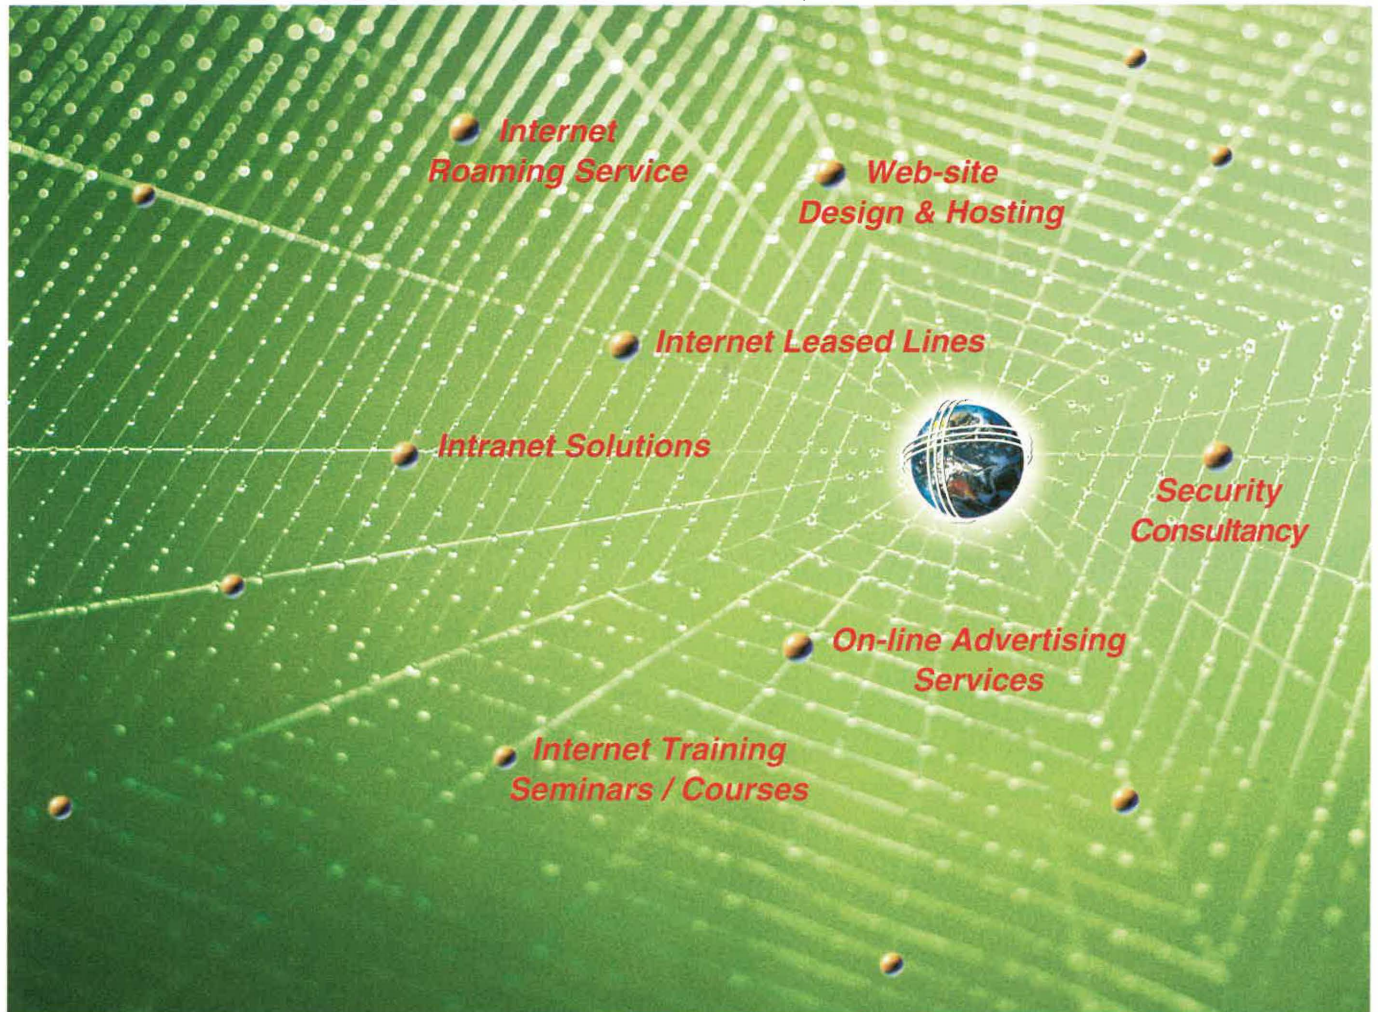 Internet
Roaming Service
Web-site
Design & Hosting
Internet Leased Lines
Intranet Solutions
Security
Consultancy
On-line Advertising
Services
Internet Training
Seminars / Courses